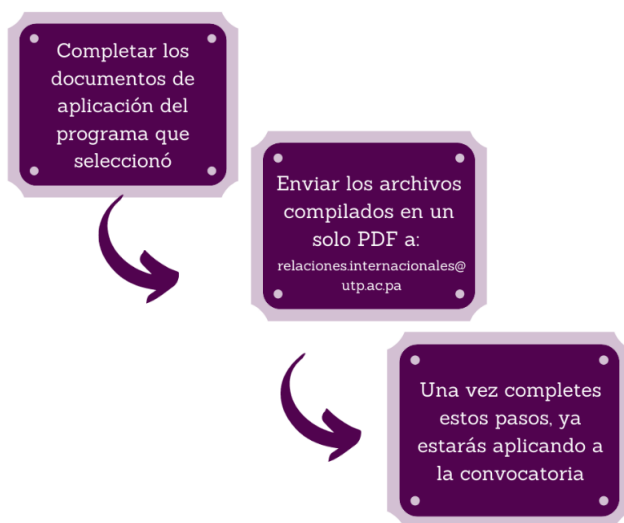 Completar los
documentos de
aplicación del
programa que
seleccionó
Enviar los archivos
compilados en un
solo PDF a:
relaciones.internacionales@
utp.ac.pa
Una vez completes
estos pasos, ya
estarás aplicando a
la convocatoria